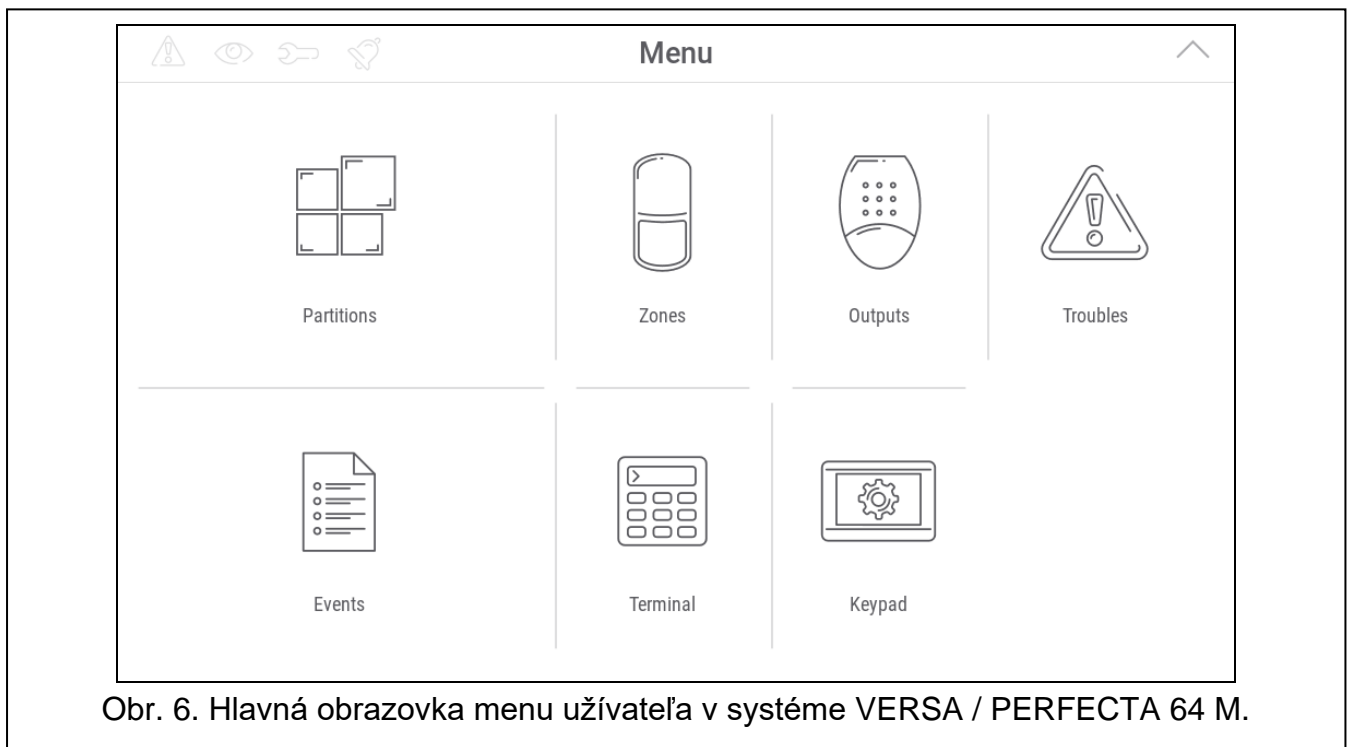 Menu
Partitions
Zones
Outputs
Troubles
Events
Terminal
Keypad
Obr. 6. Hlavná obrazovka menu užívateľa v systéme VERSA / PERFECTA 64 M.